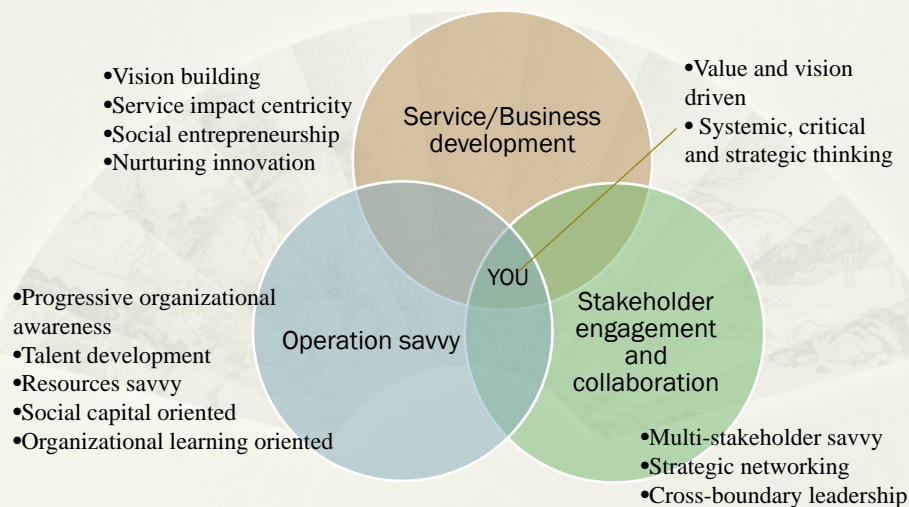 •Vision building
•Service impact centricity
•Social entrepreneurship
•Nurturing innovation
Service/Business
development
•Value and vision
driven
• Systemic, critical
and strategic thinking
YOU
•Progressive organizational
awareness
•Talent development
•Resources savvy
•Social capital oriented
•Organizational learning oriented
Operation savvy
Stakeholder
engagement
and
collaboration
•Multi-stakeholder savvy
•Strategic networking
•Cross-boundary leadership